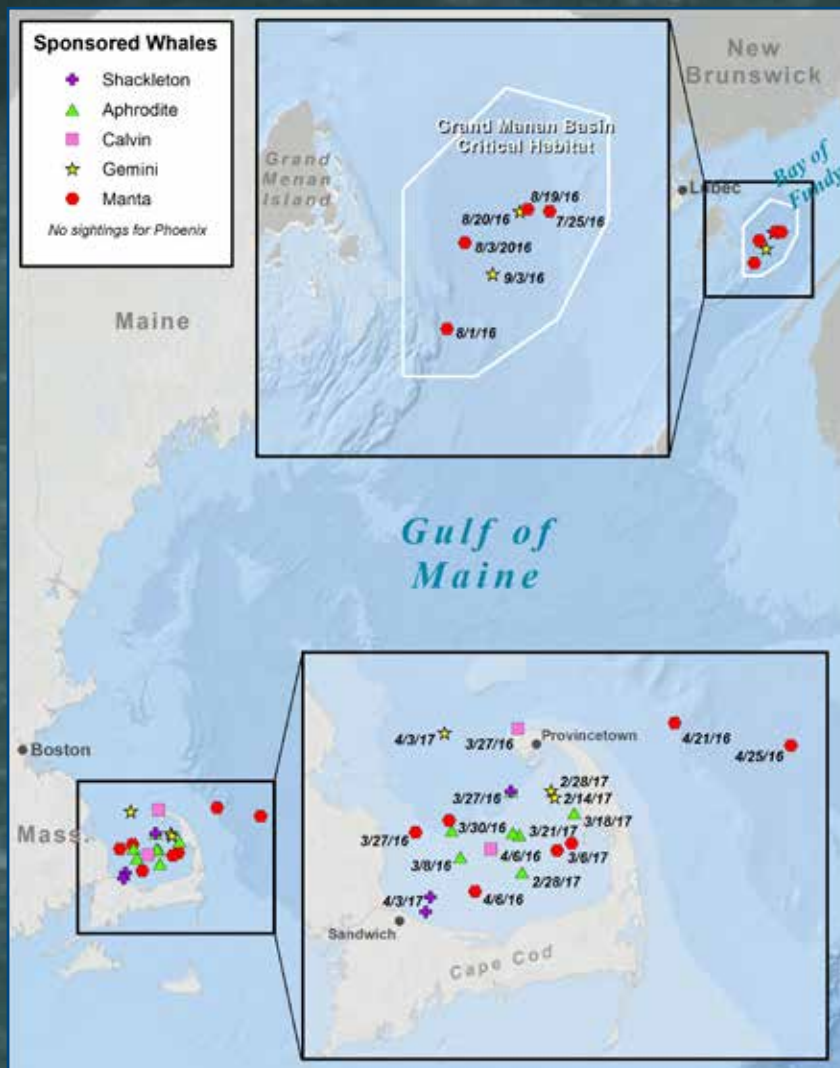 Sponsored Whales
Shackleton
Aphrodite
Calvin
Gemini
Manta
No sightings for Phoenix
New
Brunswick
Grand Manan Basin
Critical Habitat
Grand
Menan
Island
8/19/16
8/20/16
7/25/16
8/3/2016
9/3/16
8/1/16
Lubec
Bay of
Fundy
Maine
Gulf of
Maine
Boston
Mass.
4/3/17
3/27/16
Provincetown
4/21/16
4/25/16
2/28/17
3/27/16
2/14/17
3/18/17
3/30/16
3/27/16
3/21/17
4/6/16
3/6/17
3/8/16
2/28/17
4/3/17
4/6/16
Sandwich
Cape Cod